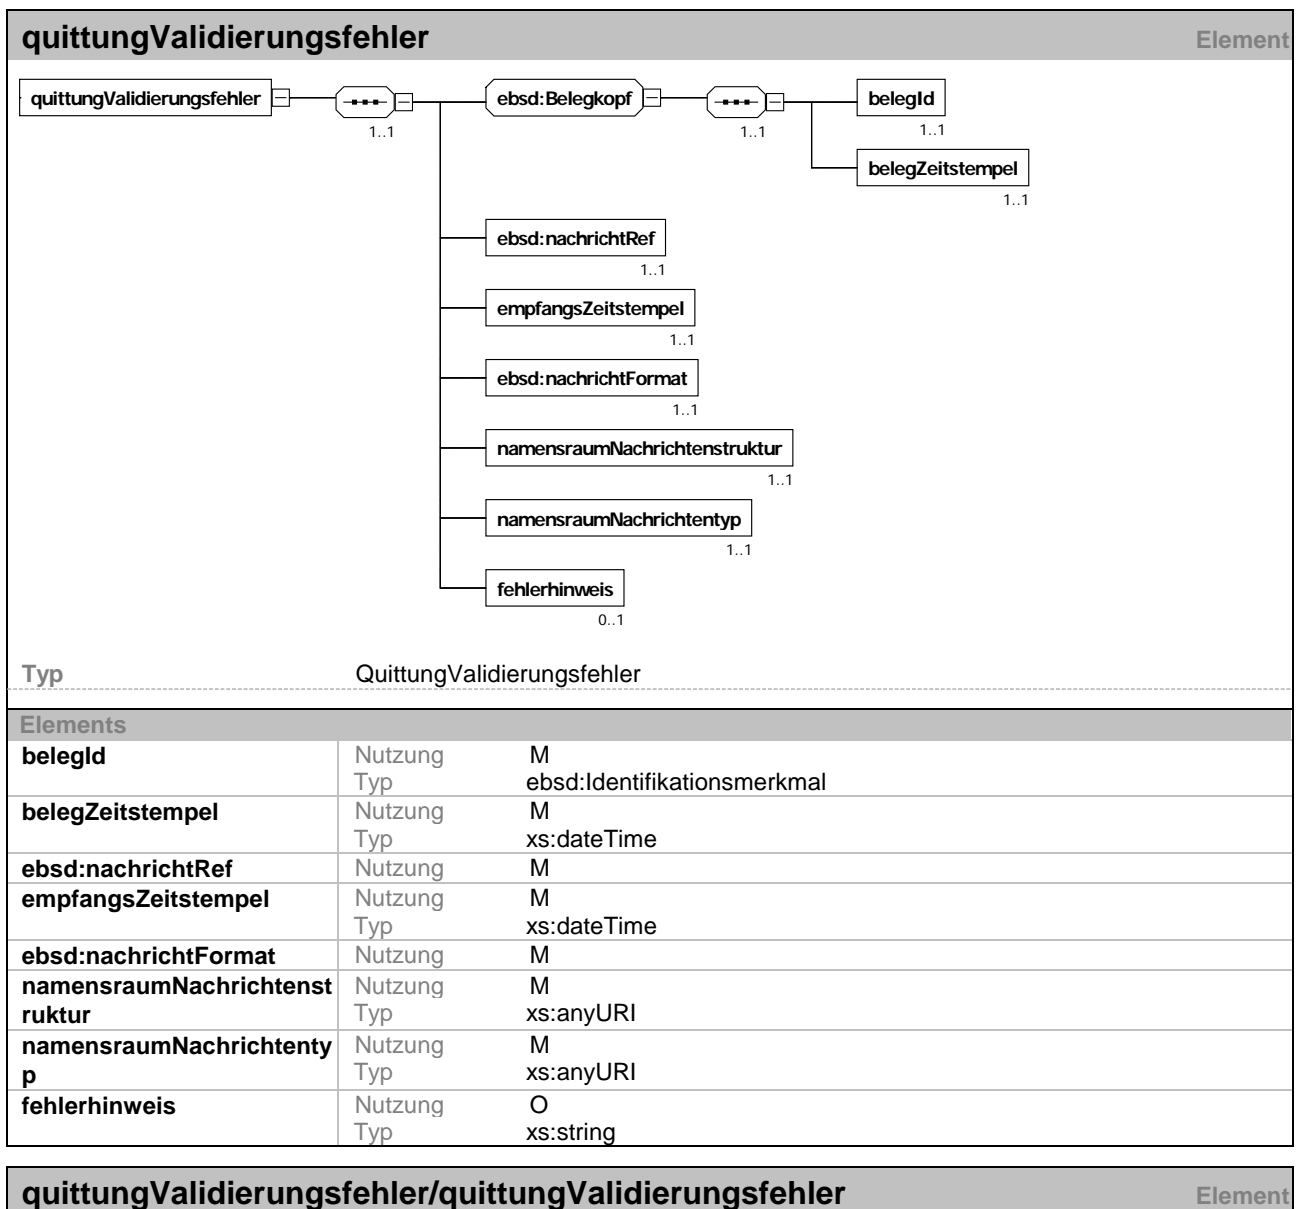 quittungValidierungsfehler Element
quittungValidierungsfehler
1..1
ebsd:Belegkopf
1..1
belegId
1..1
belegZeitstempel
1..1
ebsd:nachrichtRef
1..1
empfangsZeitstempel
1..1
ebsd:nachrichtFormat
1..1
namensraumNachrichtenstruktur
1..1
namensraumNachrichtentyp
1..1
fehlerhinweis
0..1
Typ QuittungValidierungsfehler
Elements
belegId Nutzung M
Typ ebsd:Identifikationsmerkmal
belegZeitstempel Nutzung M
Typ xs:dateTime
ebsd:nachrichtRef Nutzung M
empfangsZeitstempel Nutzung M
Typ xs:dateTime
ebsd:nachrichtFormat Nutzung M
namensraumNachrichtenst Nutzung M
ruktur Typ xs:anyURI
namensraumNachrichtenty Nutzung M
p Typ xs:anyURI
fehlerhinweis Nutzung O
Typ xs:string
quittungValidierungsfehler/quittungValidierungsfehler Element